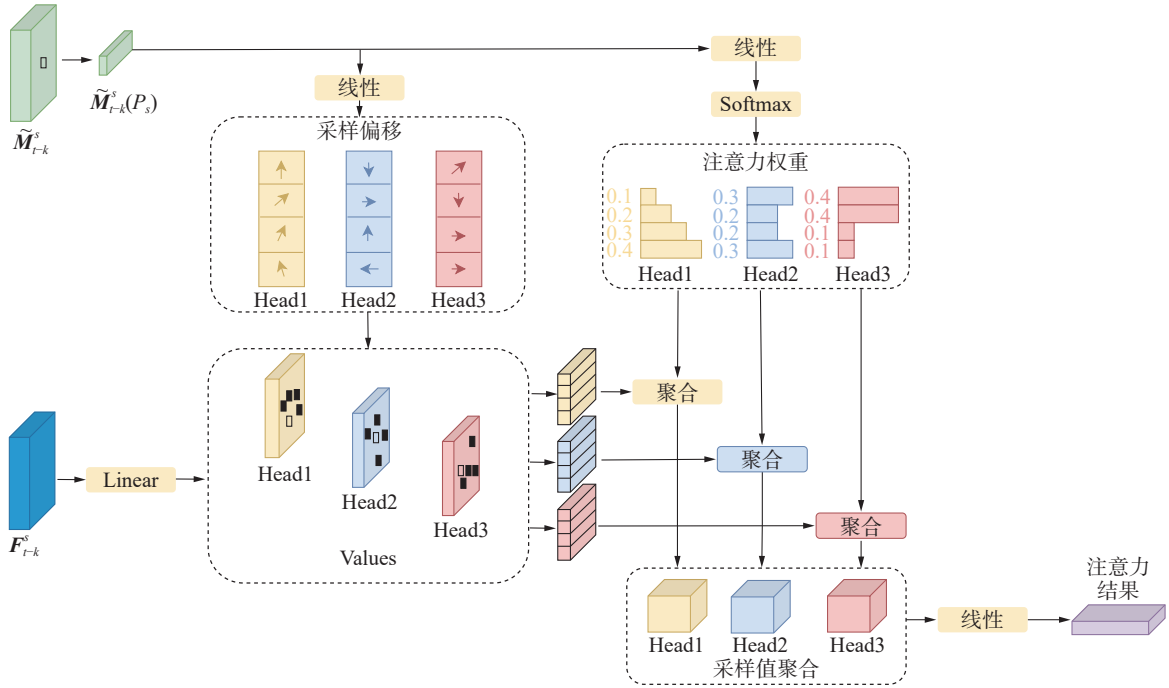 M̃ˢₜ₋ₖ
M̃ˢₜ₋ₖ(Pₛ)
线性
线性
Softmax
采样偏移
Head1 Head2 Head3
注意力权重
0.1 0.3 0.4
0.2 0.2 0.4
0.3 0.2 0.1
0.4 0.3 0.1
Head1 Head2 Head3
Fˢₜ₋ₖ
Linear
Head1
Head2
Head3
Values
聚合
聚合
聚合
Head1 Head2 Head3
采样值聚合
线性
注意力
结果